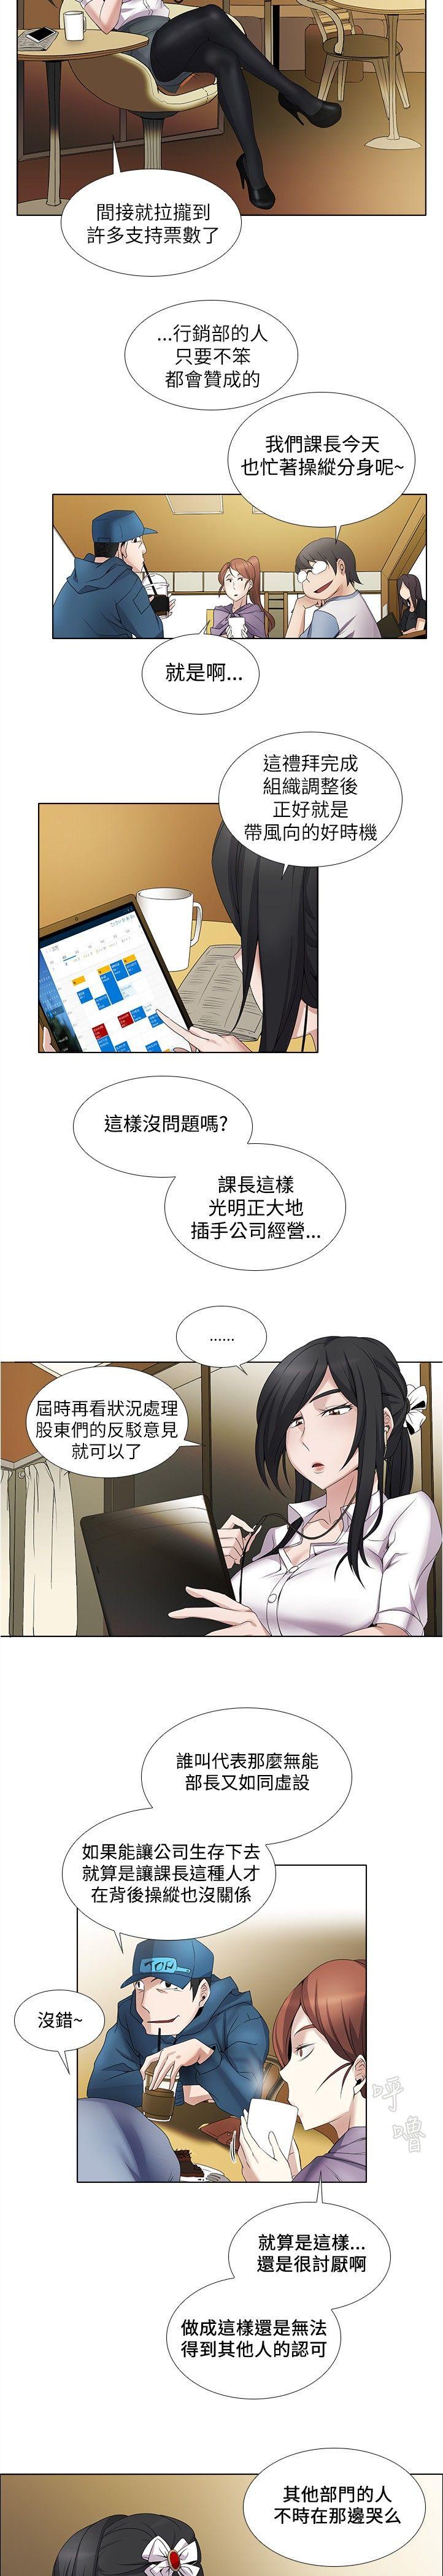 間接就拉攏到
許多支持票數了
...行銷部的人
只要不笨
都會贊成的
我們課長今天
也忙著操縱分身呢~
就是啊...
這禮拜完成
組織調整後
正好就是
帶風向的好時機
這樣沒問題嗎?
課長這樣
光明正大地
插手公司經營...
......
屆時再看狀況處理
股東們的反駁意見
就可以了
誰叫代表那麼無能
部長又如同虛設
如果能讓公司生存下去
就算是讓課長這種人才
在背後操縱也沒關係
沒錯~
呼
嚕
就算是這樣...
還是很討厭啊
做成這樣還是無法
得到其他人的認可
其他部門的人
不時在那邊哭么